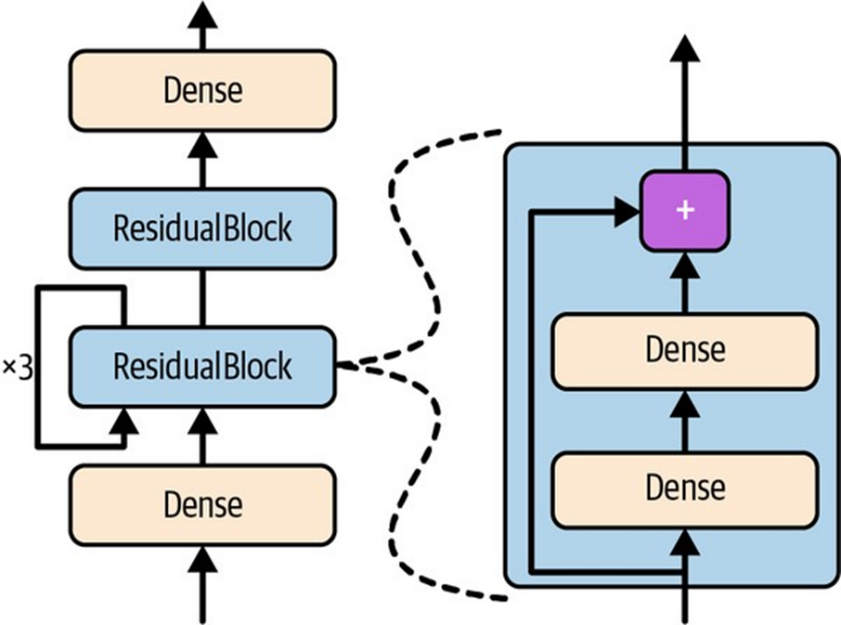 Dense
ResidualBlock
×3
ResidualBlock
Dense
+
Dense
Dense